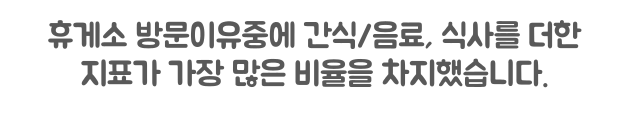 휴게소 방문이유중에 간식/음료, 식사를 더한
지표가 가장 많은 비율을 차지했습니다.